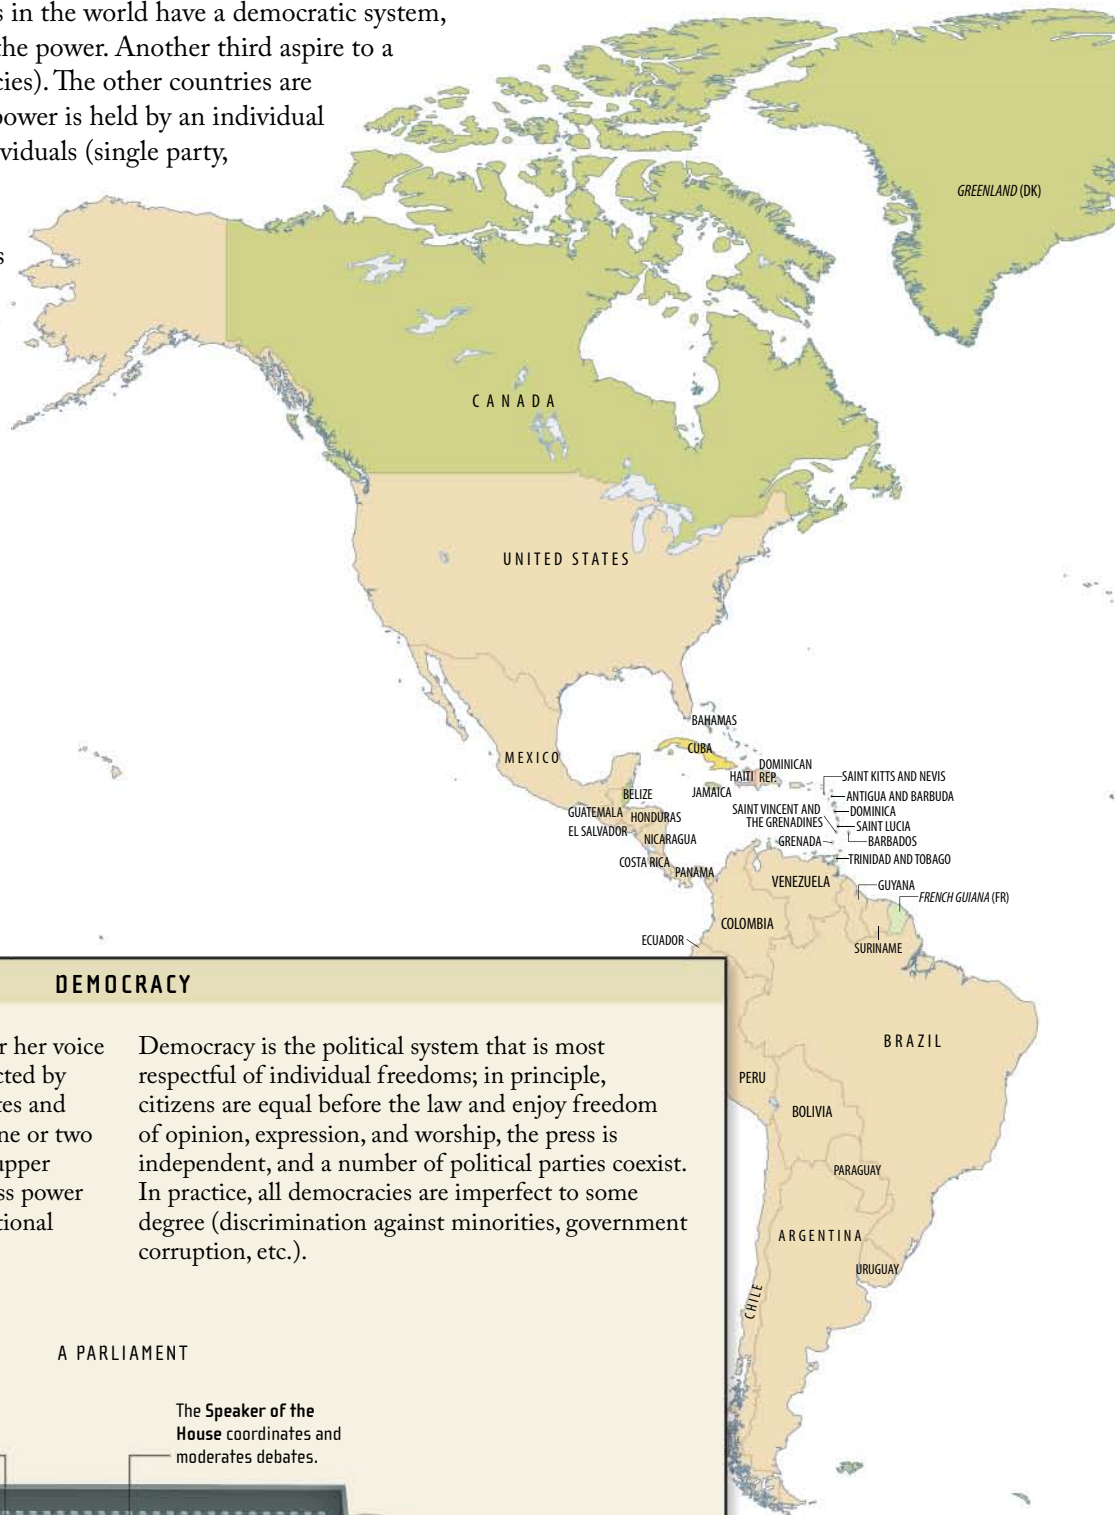 s in the world have a democratic system,
the power. Another third aspire to a
cies). The other countries are
power is held by an individual
viduals (single party,
s
GREENLAND (DK)
CANADA
UNITED STATES
MEXICO
BAHAMAS
CUBA
DOMINICAN
REP.
HAITI
JAMAICA
BELIZE
GUATEMALA
HONDURAS
EL SALVADOR
NICARAGUA
COSTA RICA
PANAMA
SAINT KITTS AND NEVIS
ANTIGUA AND BARBUDA
DOMINICA
SAINT VINCENT AND
THE GRENADINES
SAINT LUCIA
BARBADOS
GRENADA
TRINIDAD AND TOBAGO
VENEZUELA
GUYANA
FRENCH GUIANA (FR)
COLOMBIA
SURINAME
ECUADOR
BRAZIL
PERU
BOLIVIA
PARAGUAY
ARGENTINA
URUGUAY
CHILE
DEMOCRACY
r her voice
cted by
tes and
ne or two
upper
ss power
tional
Democracy is the political system that is most
respectful of individual freedoms; in principle,
citizens are equal before the law and enjoy freedom
of opinion, expression, and worship, the press is
independent, and a number of political parties coexist.
In practice, all democracies are imperfect to some
degree (discrimination against minorities, government
corruption, etc.).
A PARLIAMENT
The Speaker of the
House coordinates and
moderates debates.